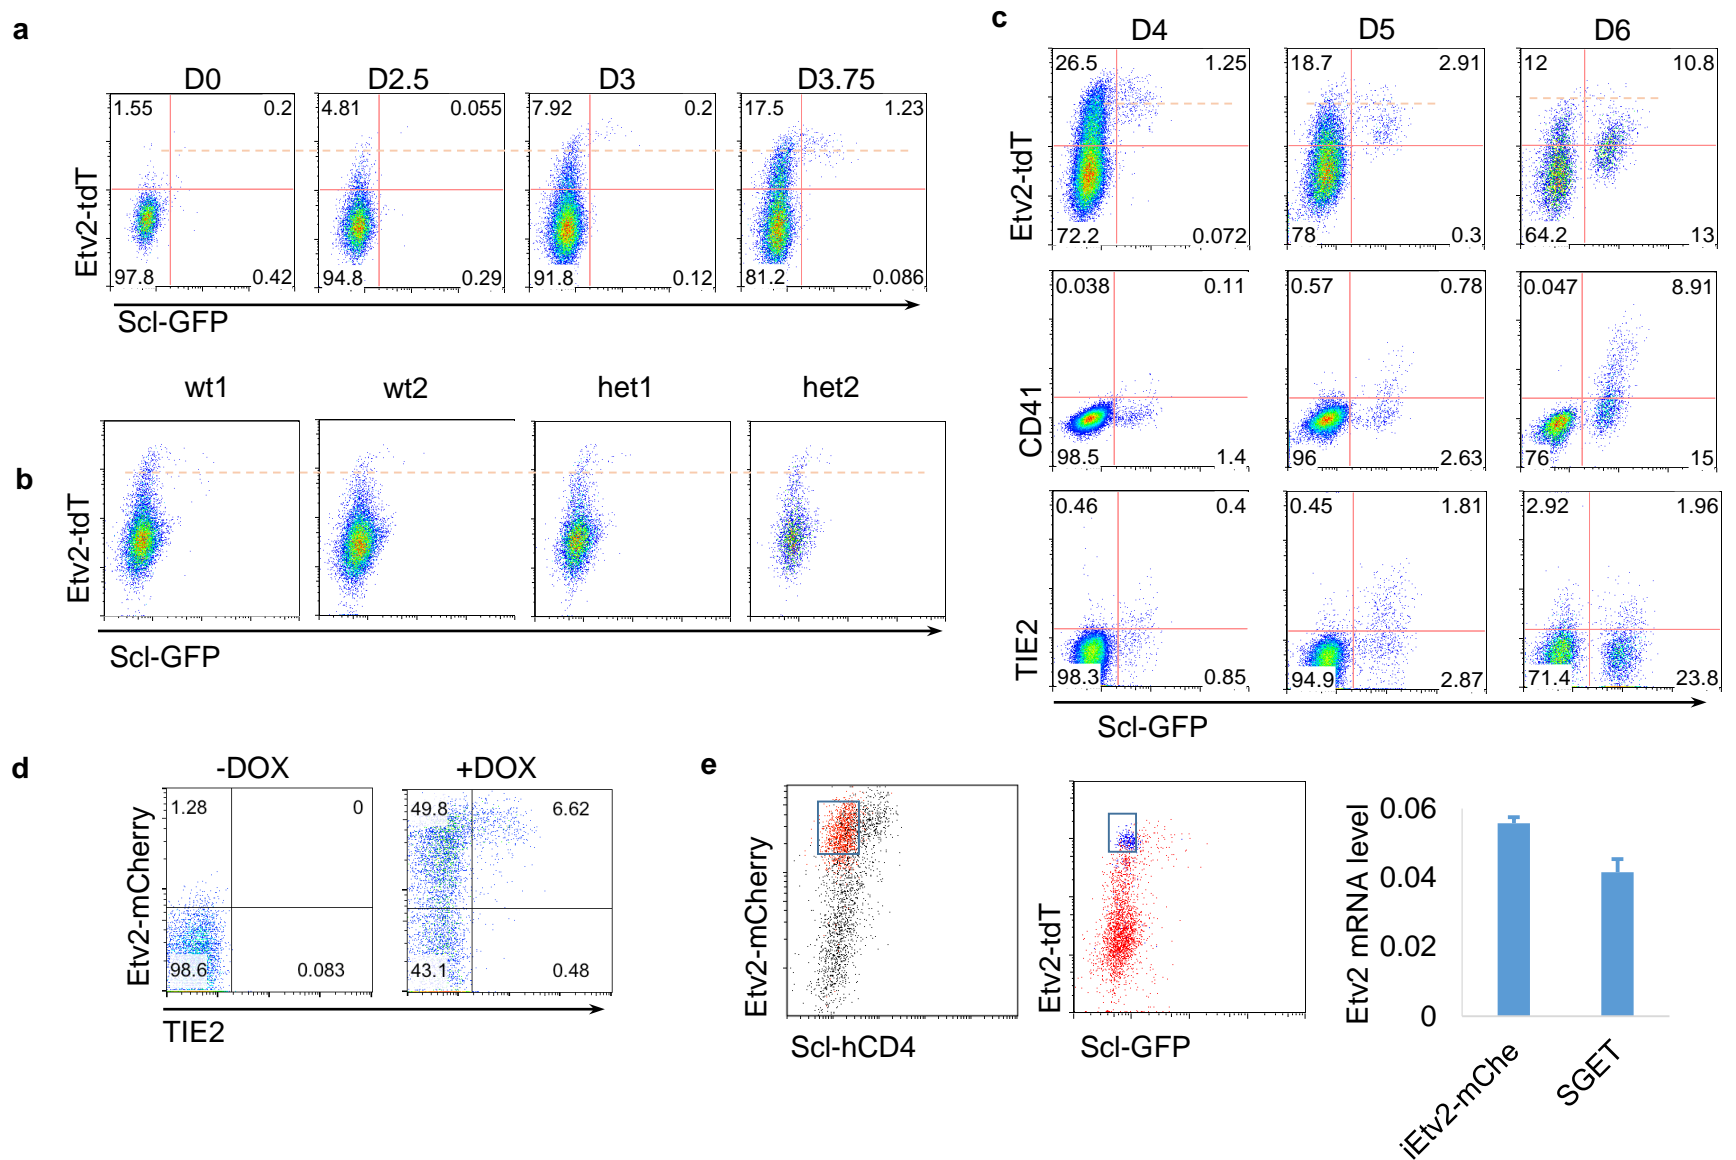 a
D0
D2.5
D3
D3.75
1.55
0.2
4.81
0.055
7.92
0.2
17.5
1.23
Etv2-tdT
97.8
0.42
94.8
0.29
91.8
0.12
81.2
0.086
Scl-GFP
b
wt1
wt2
het1
het2
Etv2-tdT
Scl-GFP
c
D4
D5
D6
26.5
1.25
18.7
2.91
12
10.8
Etv2-tdT
72.2
0.072
78
0.3
64.2
13
0.038
0.11
0.57
0.78
0.047
8.91
CD41
98.5
1.4
96
2.63
76
15
0.46
0.4
0.45
1.81
2.92
1.96
TIE2
98.3
0.85
94.9
2.87
71.4
23.8
Scl-GFP
d
-DOX
+DOX
1.28
0
49.8
6.62
Etv2-mCherry
98.6
0.083
43.1
0.48
TIE2
e
Etv2-mCherry
Scl-hCD4
Etv2-tdT
Scl-GFP
Etv2 mRNA level
0.06
0.04
0.02
0
iEtv2-mChe
SGET